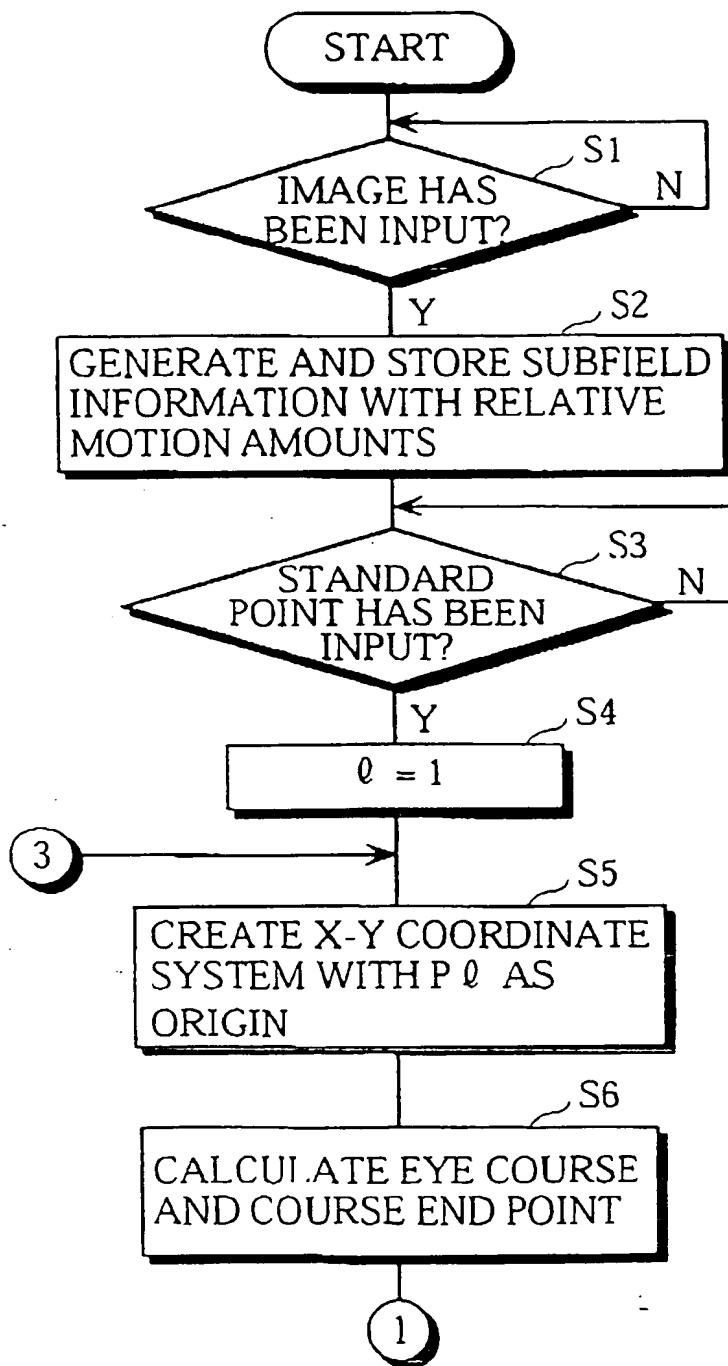 START
S1
IMAGE HAS
BEEN INPUT?
N
Y
S2
GENERATE AND STORE SUBFIELD
INFORMATION WITH RELATIVE
MOTION AMOUNTS
S3
STANDARD
POINT HAS BEEN
INPUT?
N
Y
S4
ℓ = 1
3
S5
CREATE X-Y COORDINATE
SYSTEM WITH P ℓ AS
ORIGIN
S6
CALCULATE EYE COURSE
AND COURSE END POINT
1